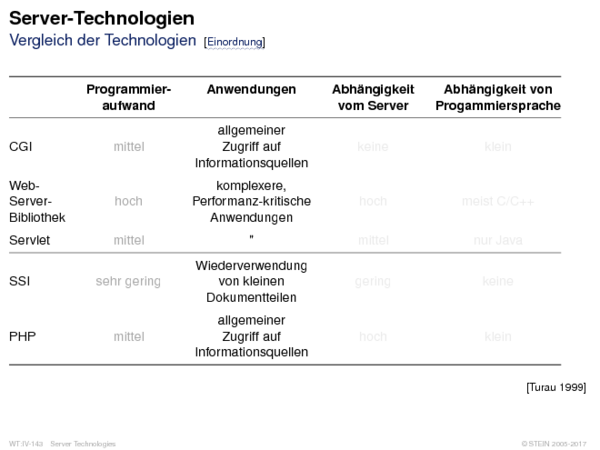 Server-Technologien
Vergleich der Technologien [Einordnung]
Programmier-aufwand Anwendungen Abhängigkeit vom Server Abhängigkeit von Progammiersprache
CGI mittel allgemeiner Zugriff auf Informationsquellen keine klein
Web-Server-Bibliothek hoch komplexere, Performanz-kritische Anwendungen hoch meist C/C++
Servlet mittel " mittel nur Java
SSI sehr gering Wiederverwendung von kleinen Dokumentteilen gering keine
PHP mittel allgemeiner Zugriff auf Informationsquellen hoch klein
[Turau 1999]
WT:IV-143 Server Technologies © STEIN 2005-2017